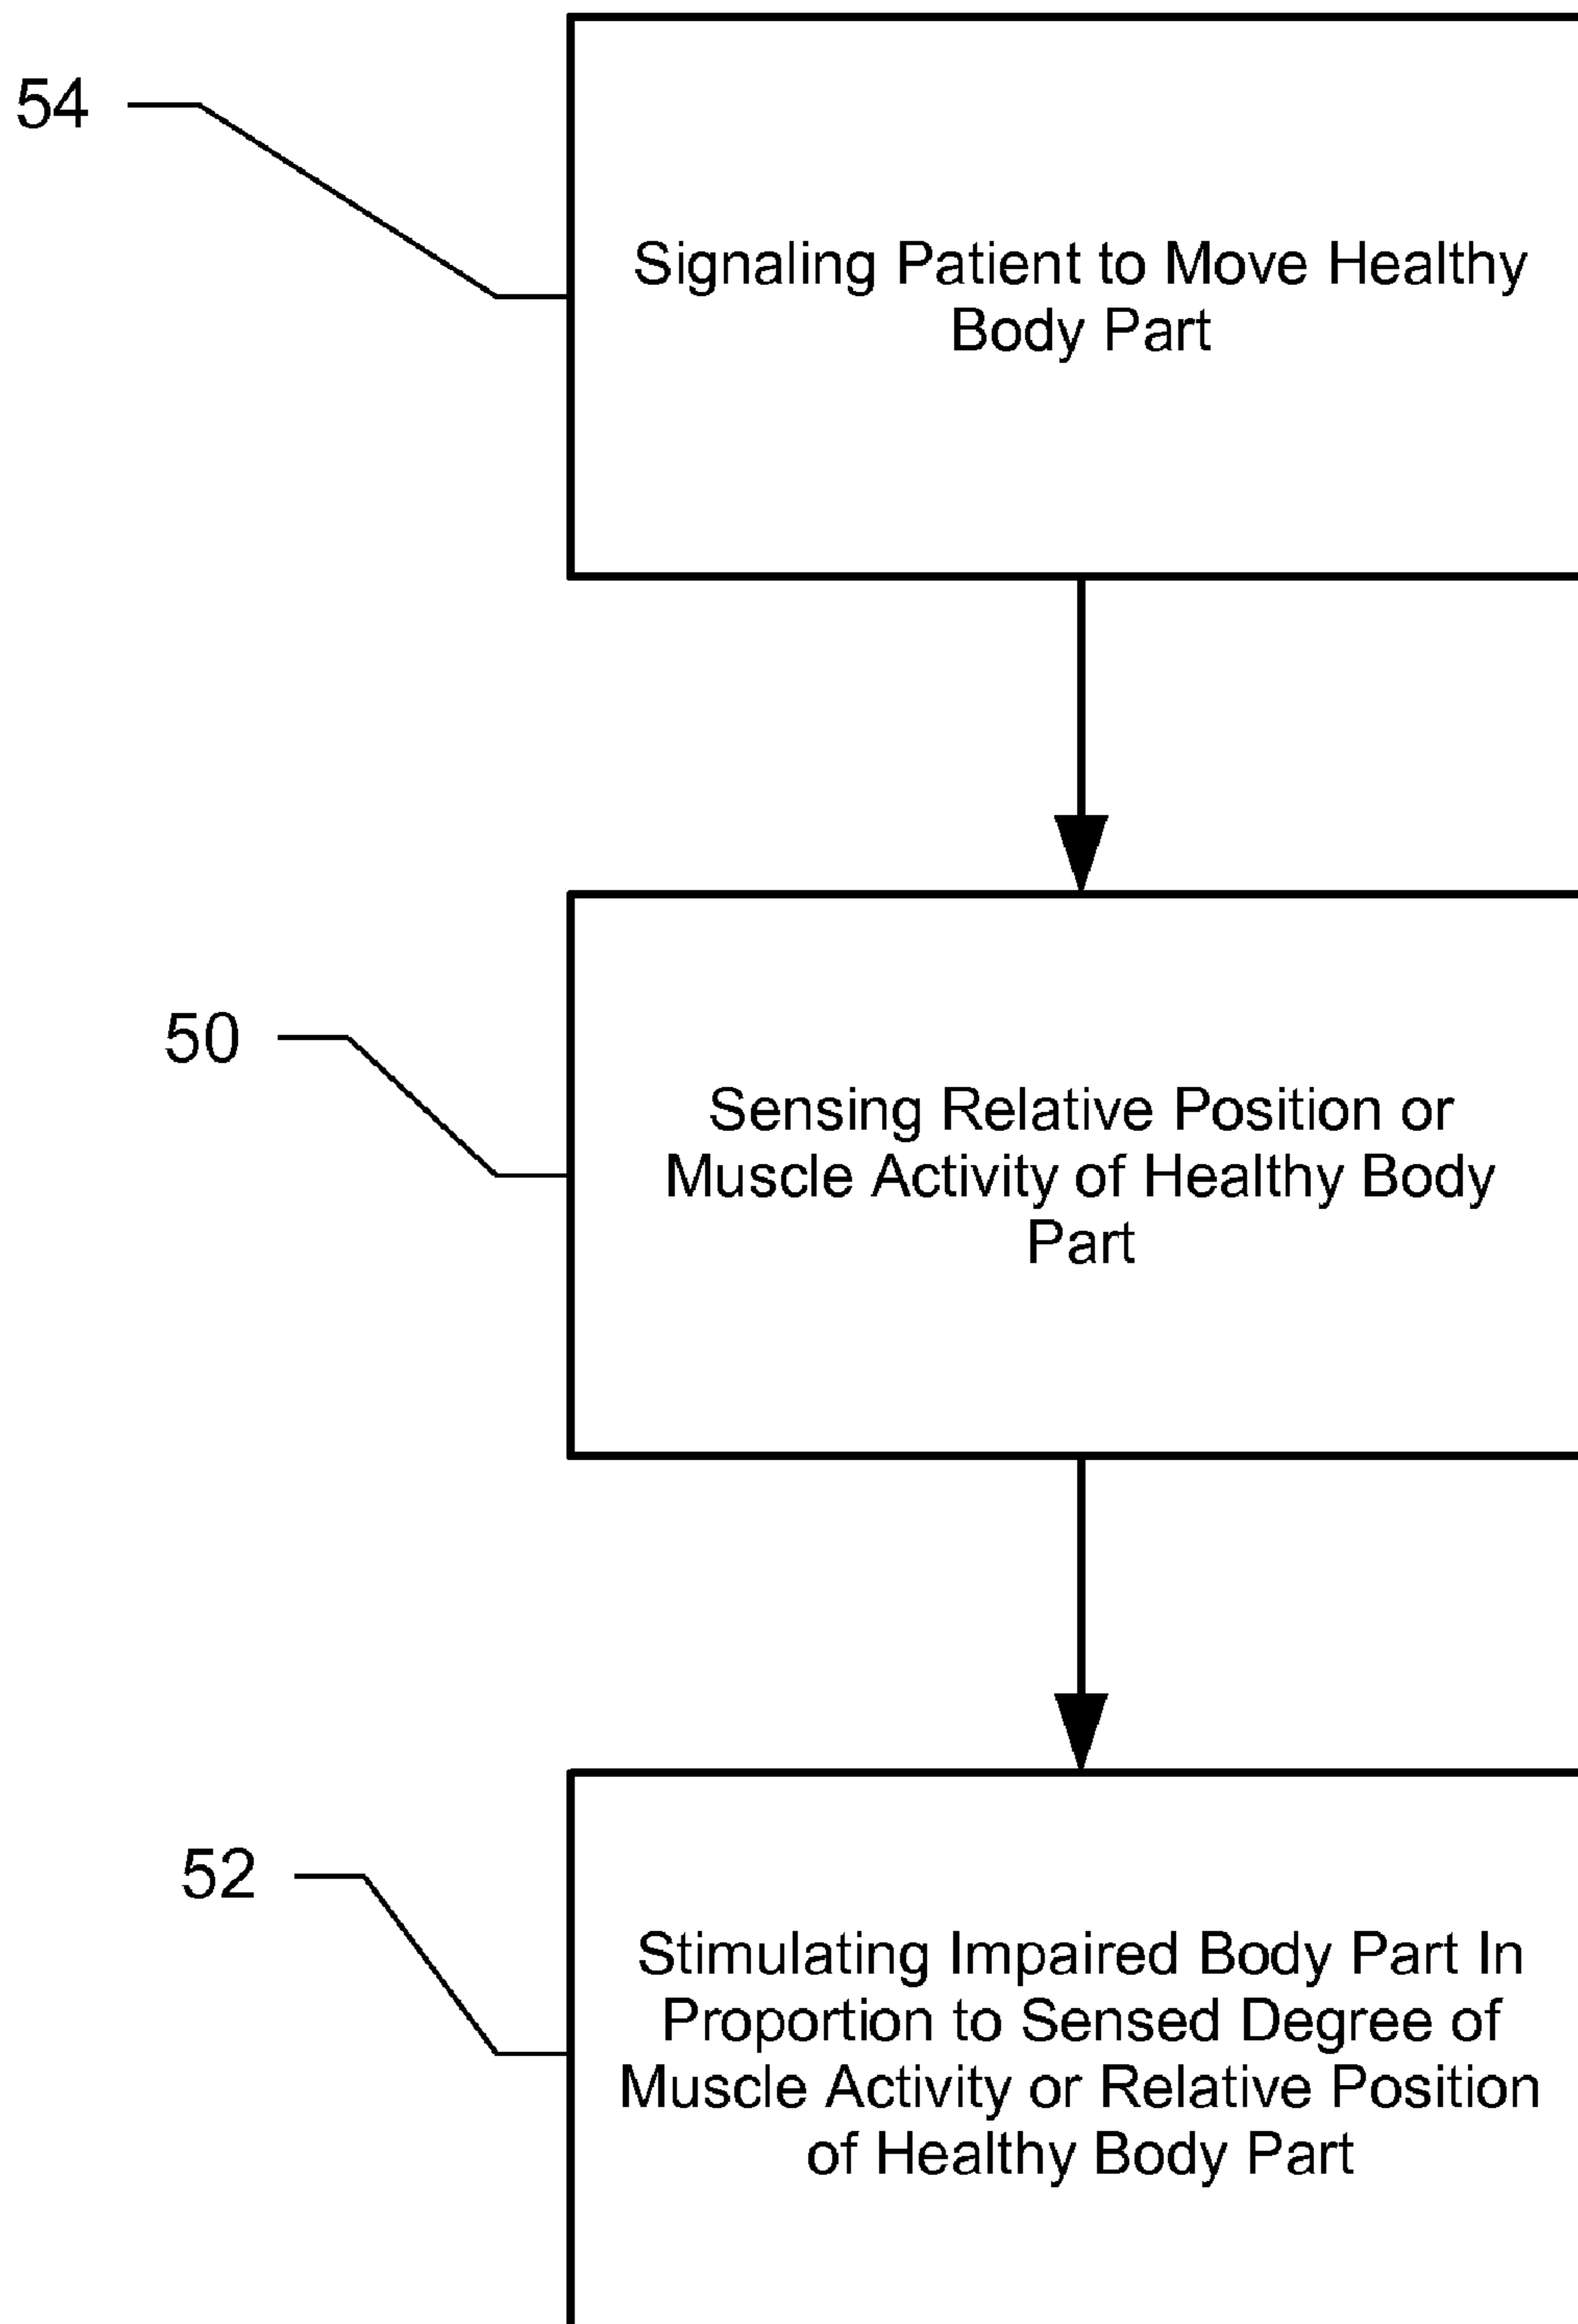 54
Signaling Patient to Move Healthy
Body Part
50
Sensing Relative Position or
Muscle Activity of Healthy Body
Part
52
Stimulating Impaired Body Part In
Proportion to Sensed Degree of
Muscle Activity or Relative Position
of Healthy Body Part